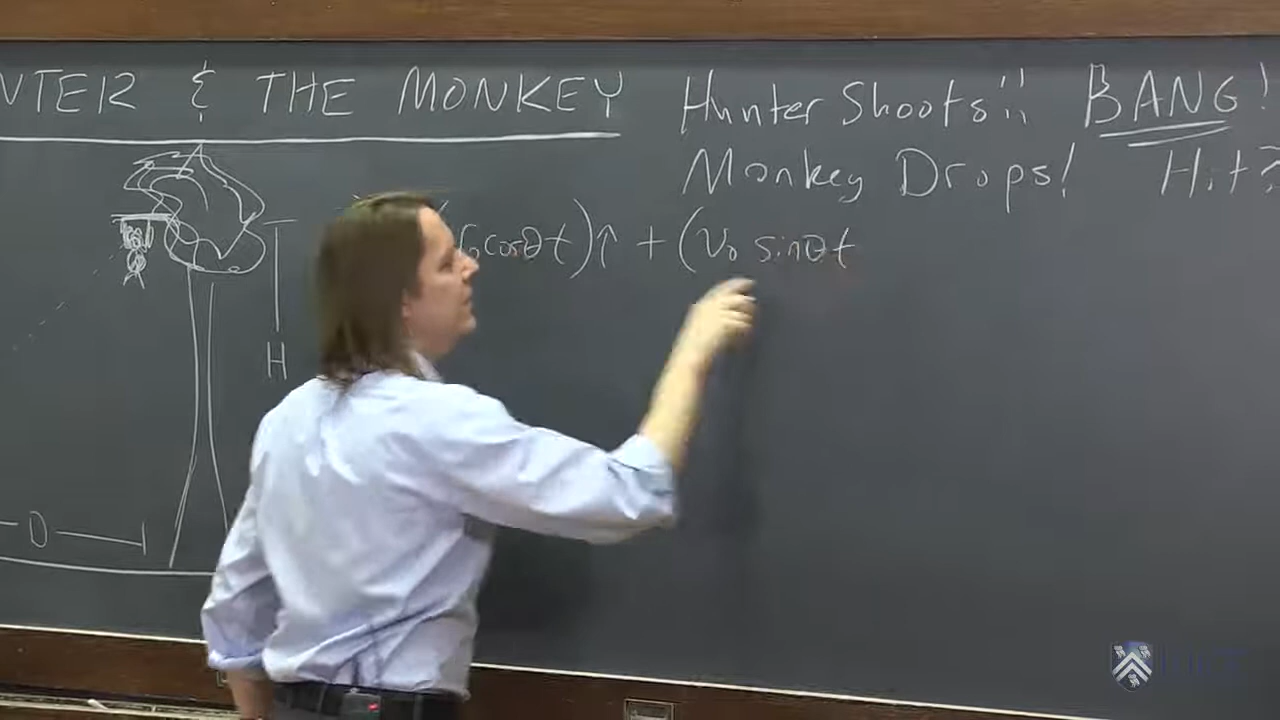 NTER & THE MONKEY
Hunter Shoots!! BANG!
Monkey Drops! Hit?
cosθt)î + (v₀ sinθt
H
D